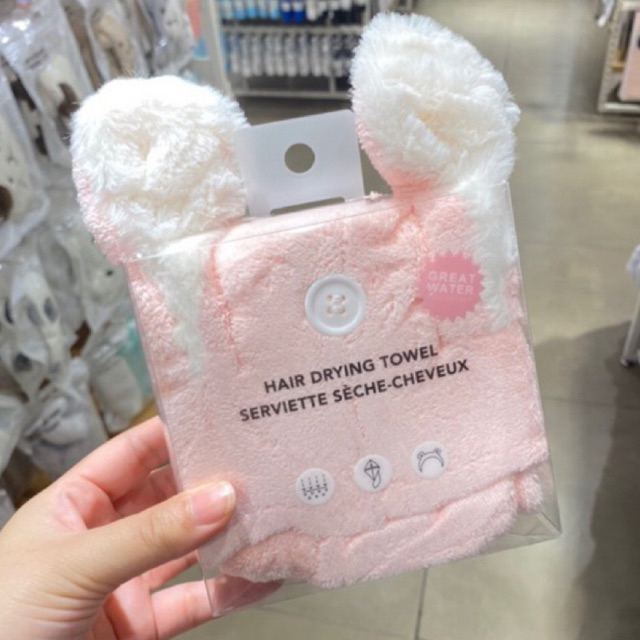 GREAT
WATER
HAIR DRYING TOWEL
SERVIETTE SÈCHE-CHEVEUX